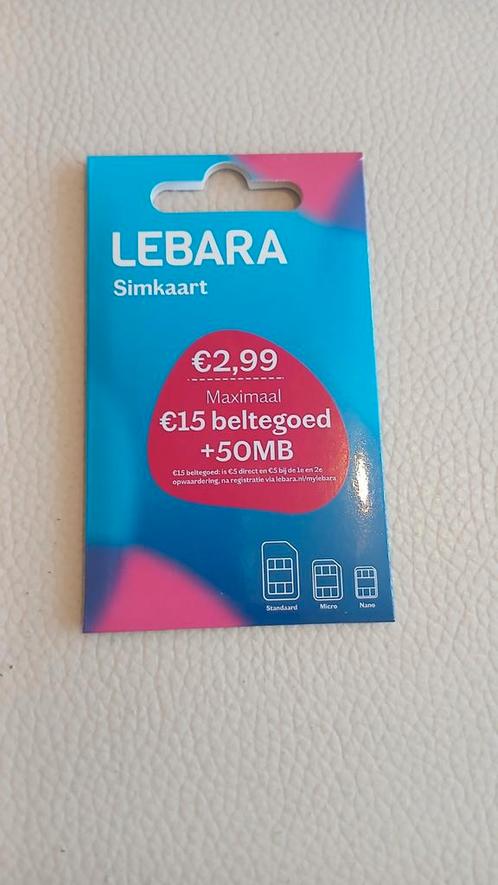 LEBARA
Simkaart
€2,99
Maximaal
€15 beltegoed
+50MB
€15 beltegoed: is €5 direct en €5 bij de 1e en 2e
opwaardering, na registratie via lebara.nl/mylebara
Standaard Micro Nano